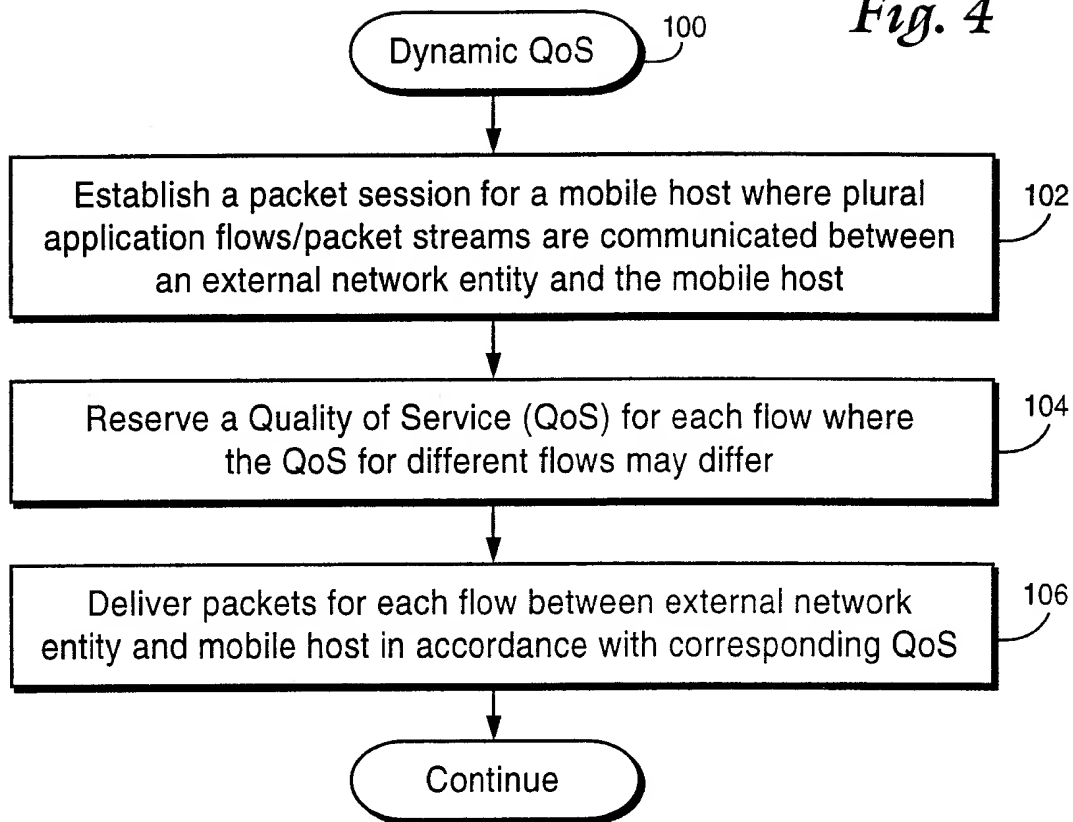 Fig. 4
Dynamic QoS
100
Establish a packet session for a mobile host where plural
application flows/packet streams are communicated between
an external network entity and the mobile host
102
Reserve a Quality of Service (QoS) for each flow where
the QoS for different flows may differ
104
Deliver packets for each flow between external network
entity and mobile host in accordance with corresponding QoS
106
Continue